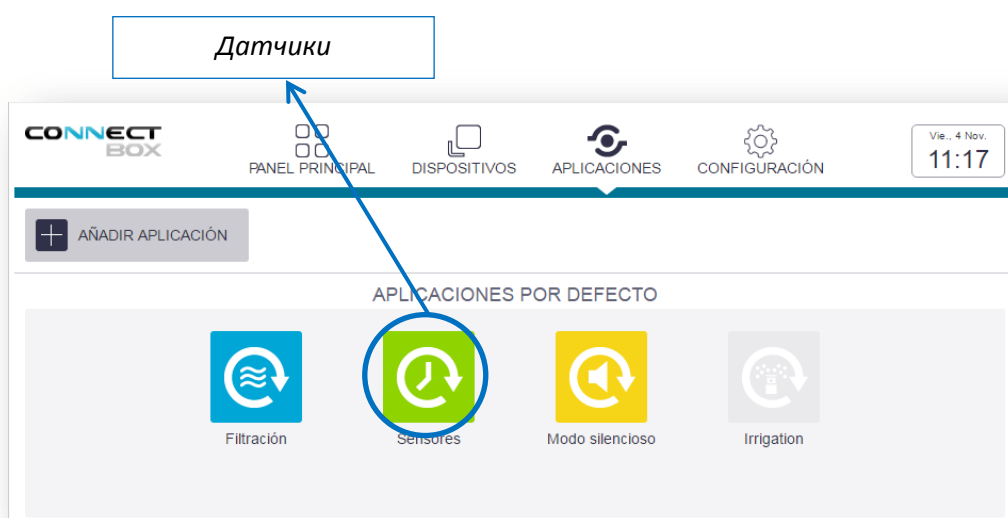 Датчики
CONNECT
BOX
PANEL PRINCIPAL
DISPOSITIVOS
APLICACIONES
CONFIGURACIÓN
Vie., 4 Nov.
11:17
AÑADIR APLICACIÓN
APLICACIONES POR DEFECTO
Filtración
Sensores
Modo silencioso
Irrigation